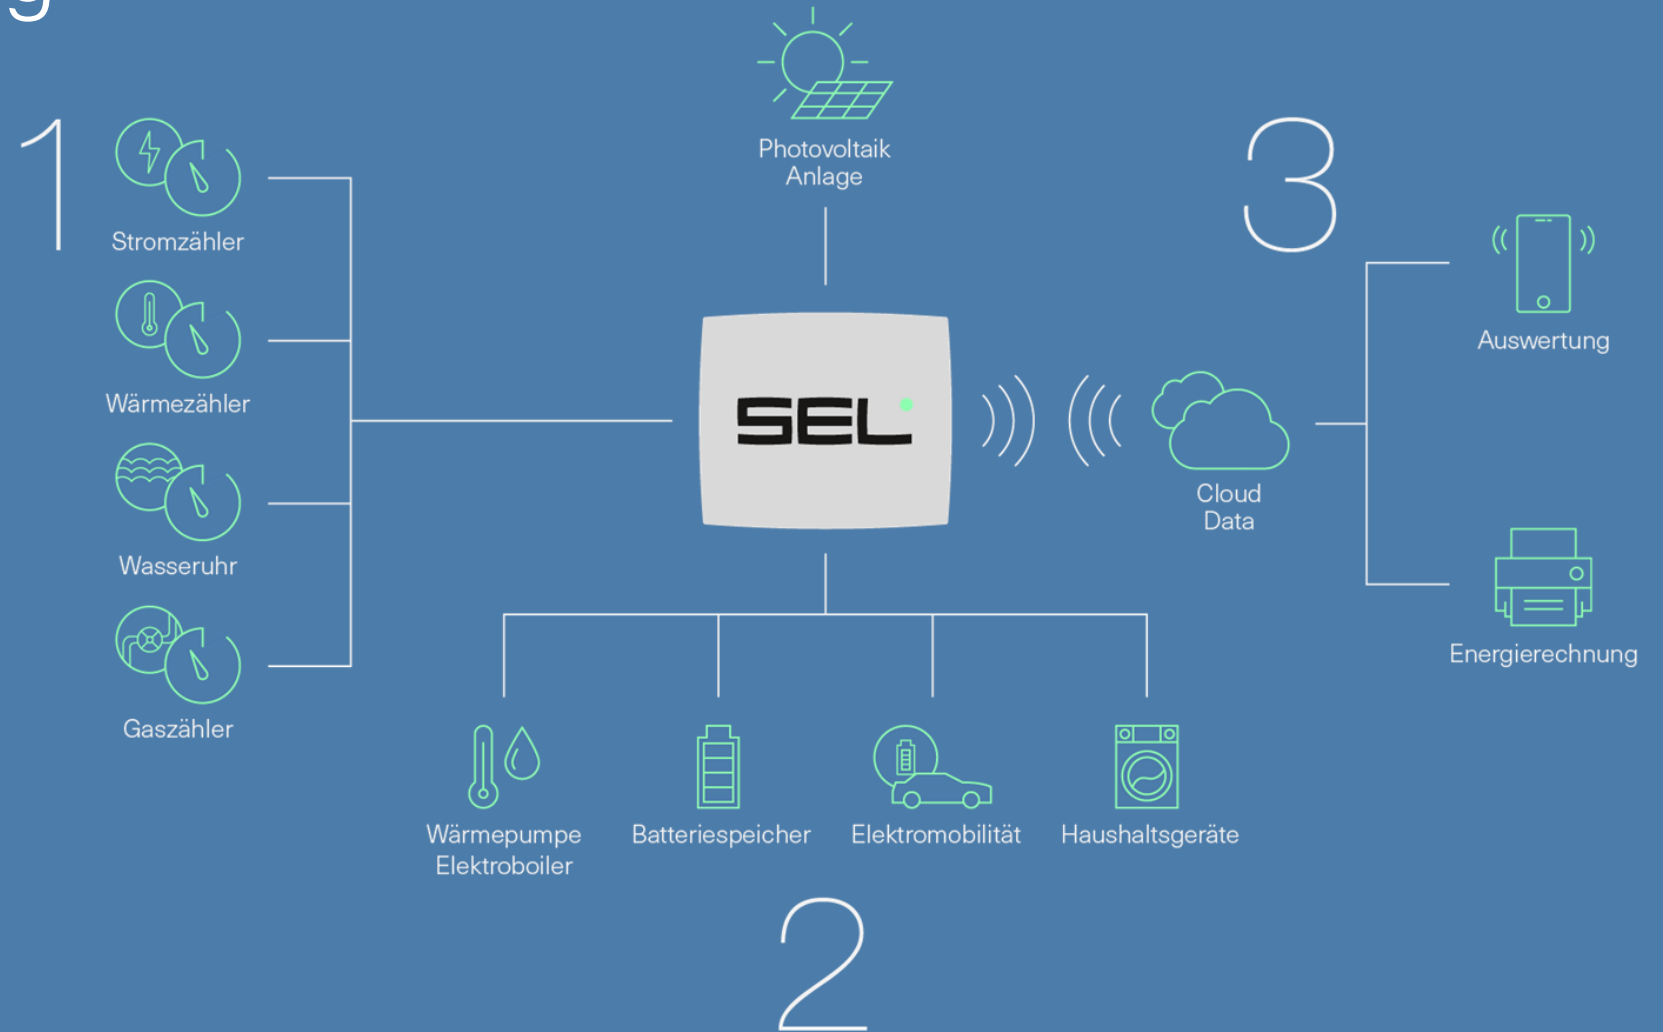 g
1
Stromzähler
Wärmezähler
Wasseruhr
Gaszähler
Photovoltaik
Anlage
SEL
Wärmepumpe
Elektroboiler
Batteriespeicher
Elektromobilität
Haushaltsgeräte
2
3
Cloud
Data
Auswertung
Energierechnung